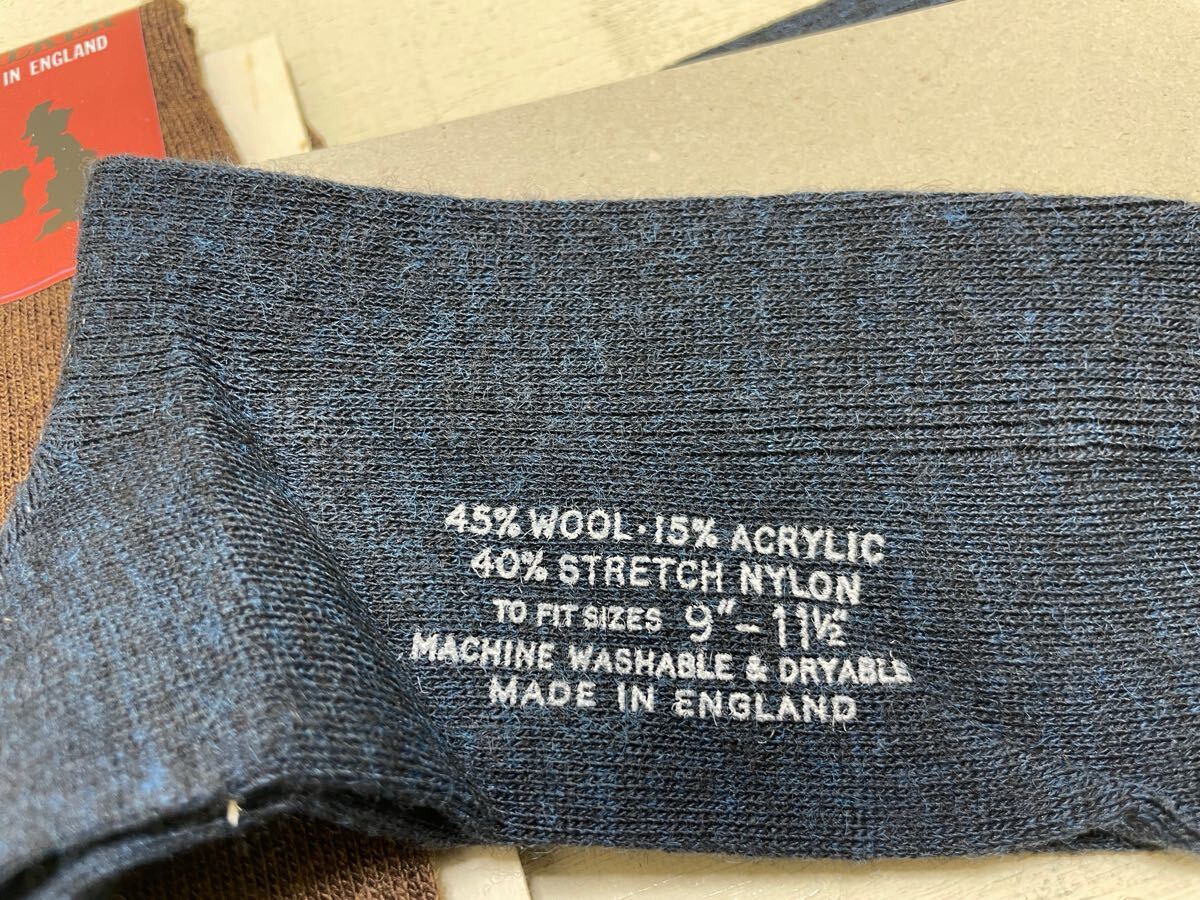 IN ENGLAND
45% WOOL · 15% ACRYLIC
40% STRETCH NYLON
TO FIT SIZES 9"-11½"
MACHINE WASHABLE & DRYABLE
MADE IN ENGLAND